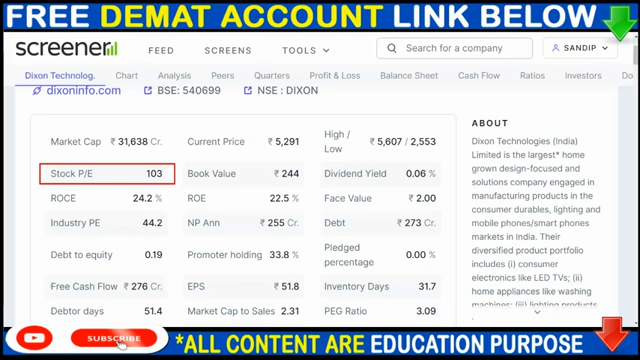 FREE DEMAT ACCOUNT LINK BELOW
screener FEED SCREENS TOOLS Search for a company SANDIP
Dixon Technolog. Chart Analysis Peers Quarters Profit & Loss Balance Sheet Cash Flow Ratios Investors Do
dixoninfo.com BSE: 540699 NSE : DIXON
Market Cap ₹ 31,638 Cr. Current Price ₹ 5,291 High / Low ₹ 5,607 / 2,553
Stock P/E 103 Book Value ₹ 244 Dividend Yield 0.06 %
ROCE 24.2 % ROE 22.5 % Face Value ₹ 2.00
Industry PE 44.2 NP Ann ₹ 255 Cr. Debt ₹ 273 Cr.
Debt to equity 0.19 Promoter holding 33.8 % Pledged percentage 0.00 %
Free Cash Flow ₹ 276 Cr. EPS ₹ 51.8 Inventory Days 31.7
Debtor days 51.4 Market Cap to Sales 2.31 PEG Ratio 3.09
ABOUT
Dixon Technologies (India)
Limited is the largest* home
grown design-focused and
solutions company engaged in
manufacturing products in the
consumer durables, lighting and
mobile phones/smart phones
markets in India. Their
diversified product portfolio
includes (i) consumer
electronics like LED TVs; (ii)
home appliances like washing
machines; (iii) lighting products
SUBSCRIBE
*ALL CONTENT ARE EDUCATION PURPOSE